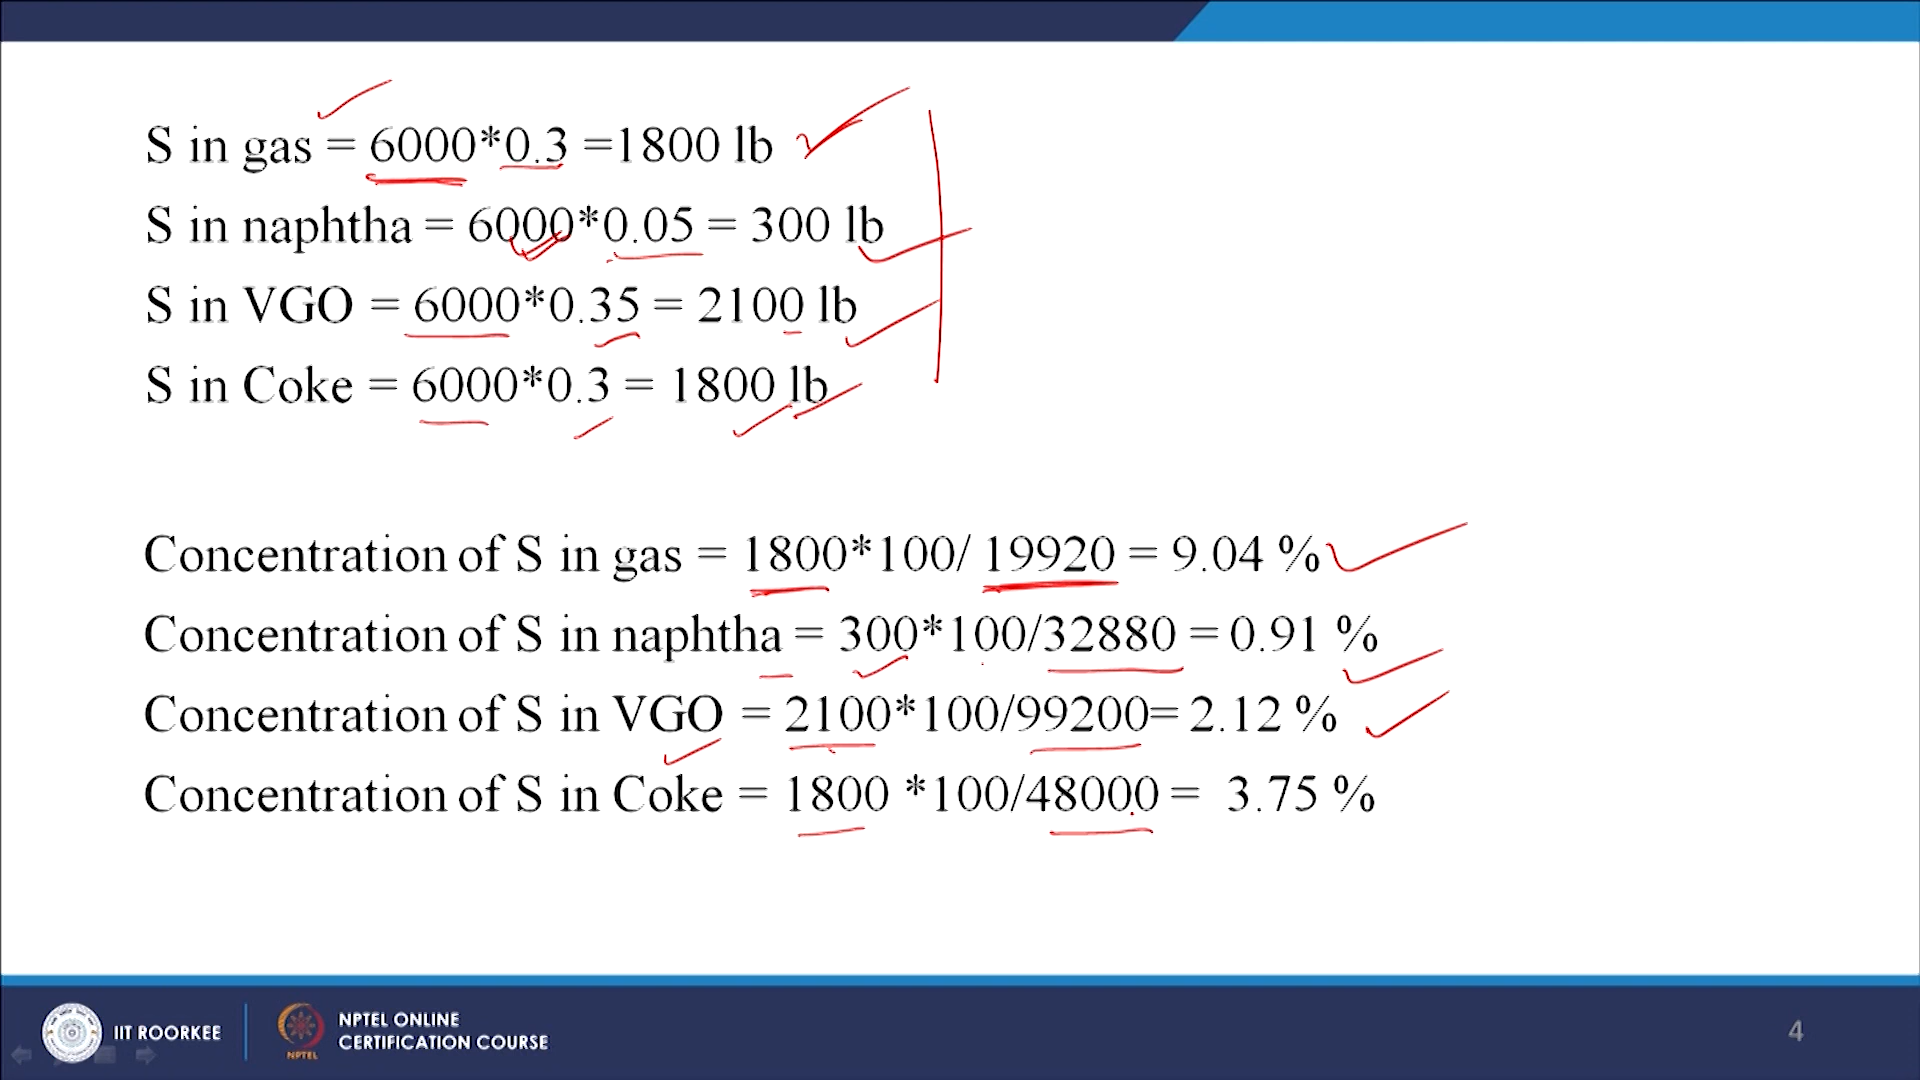 S in gas = 6000*0.3 =1800 lb
S in naphtha = 6000*0.05 = 300 lb
S in VGO = 6000*0.35 = 2100 lb
S in Coke = 6000*0.3 = 1800 lb
Concentration of S in gas = 1800*100/ 19920 = 9.04 %
Concentration of S in naphtha = 300*100/32880 = 0.91 %
Concentration of S in VGO = 2100*100/99200= 2.12 %
Concentration of S in Coke = 1800 *100/48000 = 3.75 %
IIT ROORKEE
NPTEL
NPTEL ONLINE
CERTIFICATION COURSE
4